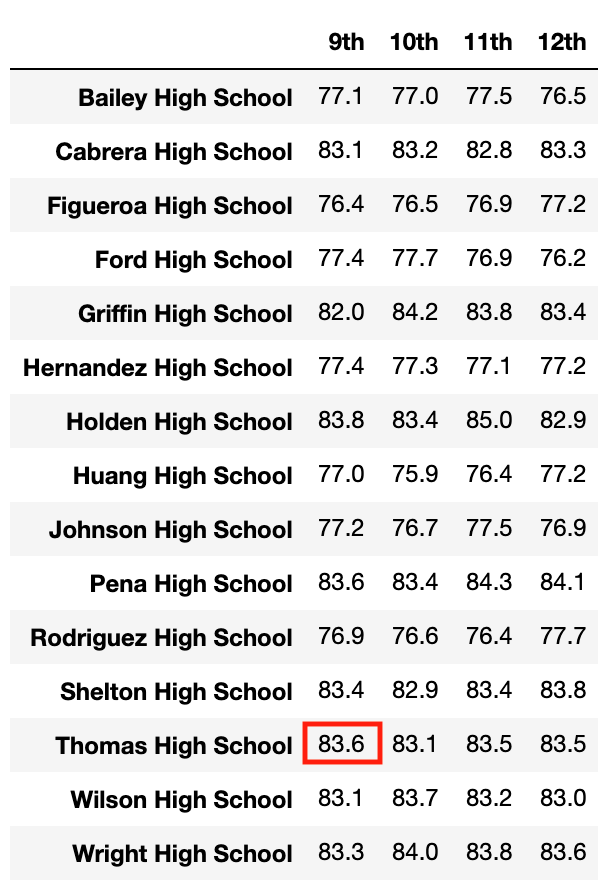 9th 10th 11th 12th
Bailey High School 77.1 77.0 77.5 76.5
Cabrera High School 83.1 83.2 82.8 83.3
Figueroa High School 76.4 76.5 76.9 77.2
Ford High School 77.4 77.7 76.9 76.2
Griffin High School 82.0 84.2 83.8 83.4
Hernandez High School 77.4 77.3 77.1 77.2
Holden High School 83.8 83.4 85.0 82.9
Huang High School 77.0 75.9 76.4 77.2
Johnson High School 77.2 76.7 77.5 76.9
Pena High School 83.6 83.4 84.3 84.1
Rodriguez High School 76.9 76.6 76.4 77.7
Shelton High School 83.4 82.9 83.4 83.8
Thomas High School 83.6 83.1 83.5 83.5
Wilson High School 83.1 83.7 83.2 83.0
Wright High School 83.3 84.0 83.8 83.6